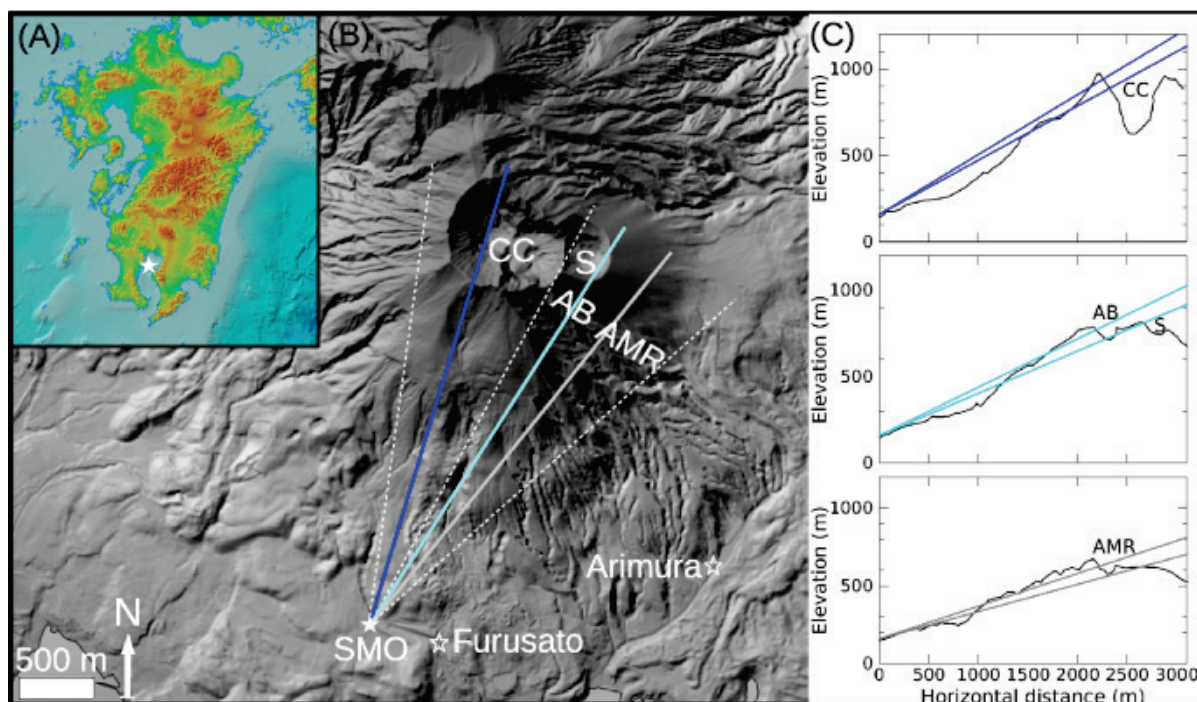 (A)
(B)
CC
S
AB AMR
Arimura
Furusato
SMO
N
500 m
(C)
Elevation (m)
1000
500
0
CC
Elevation (m)
1000
500
0
AB
S
Elevation (m)
1000
500
0
AMR
0 500 1000 1500 2000 2500 3000
Horizontal distance (m)